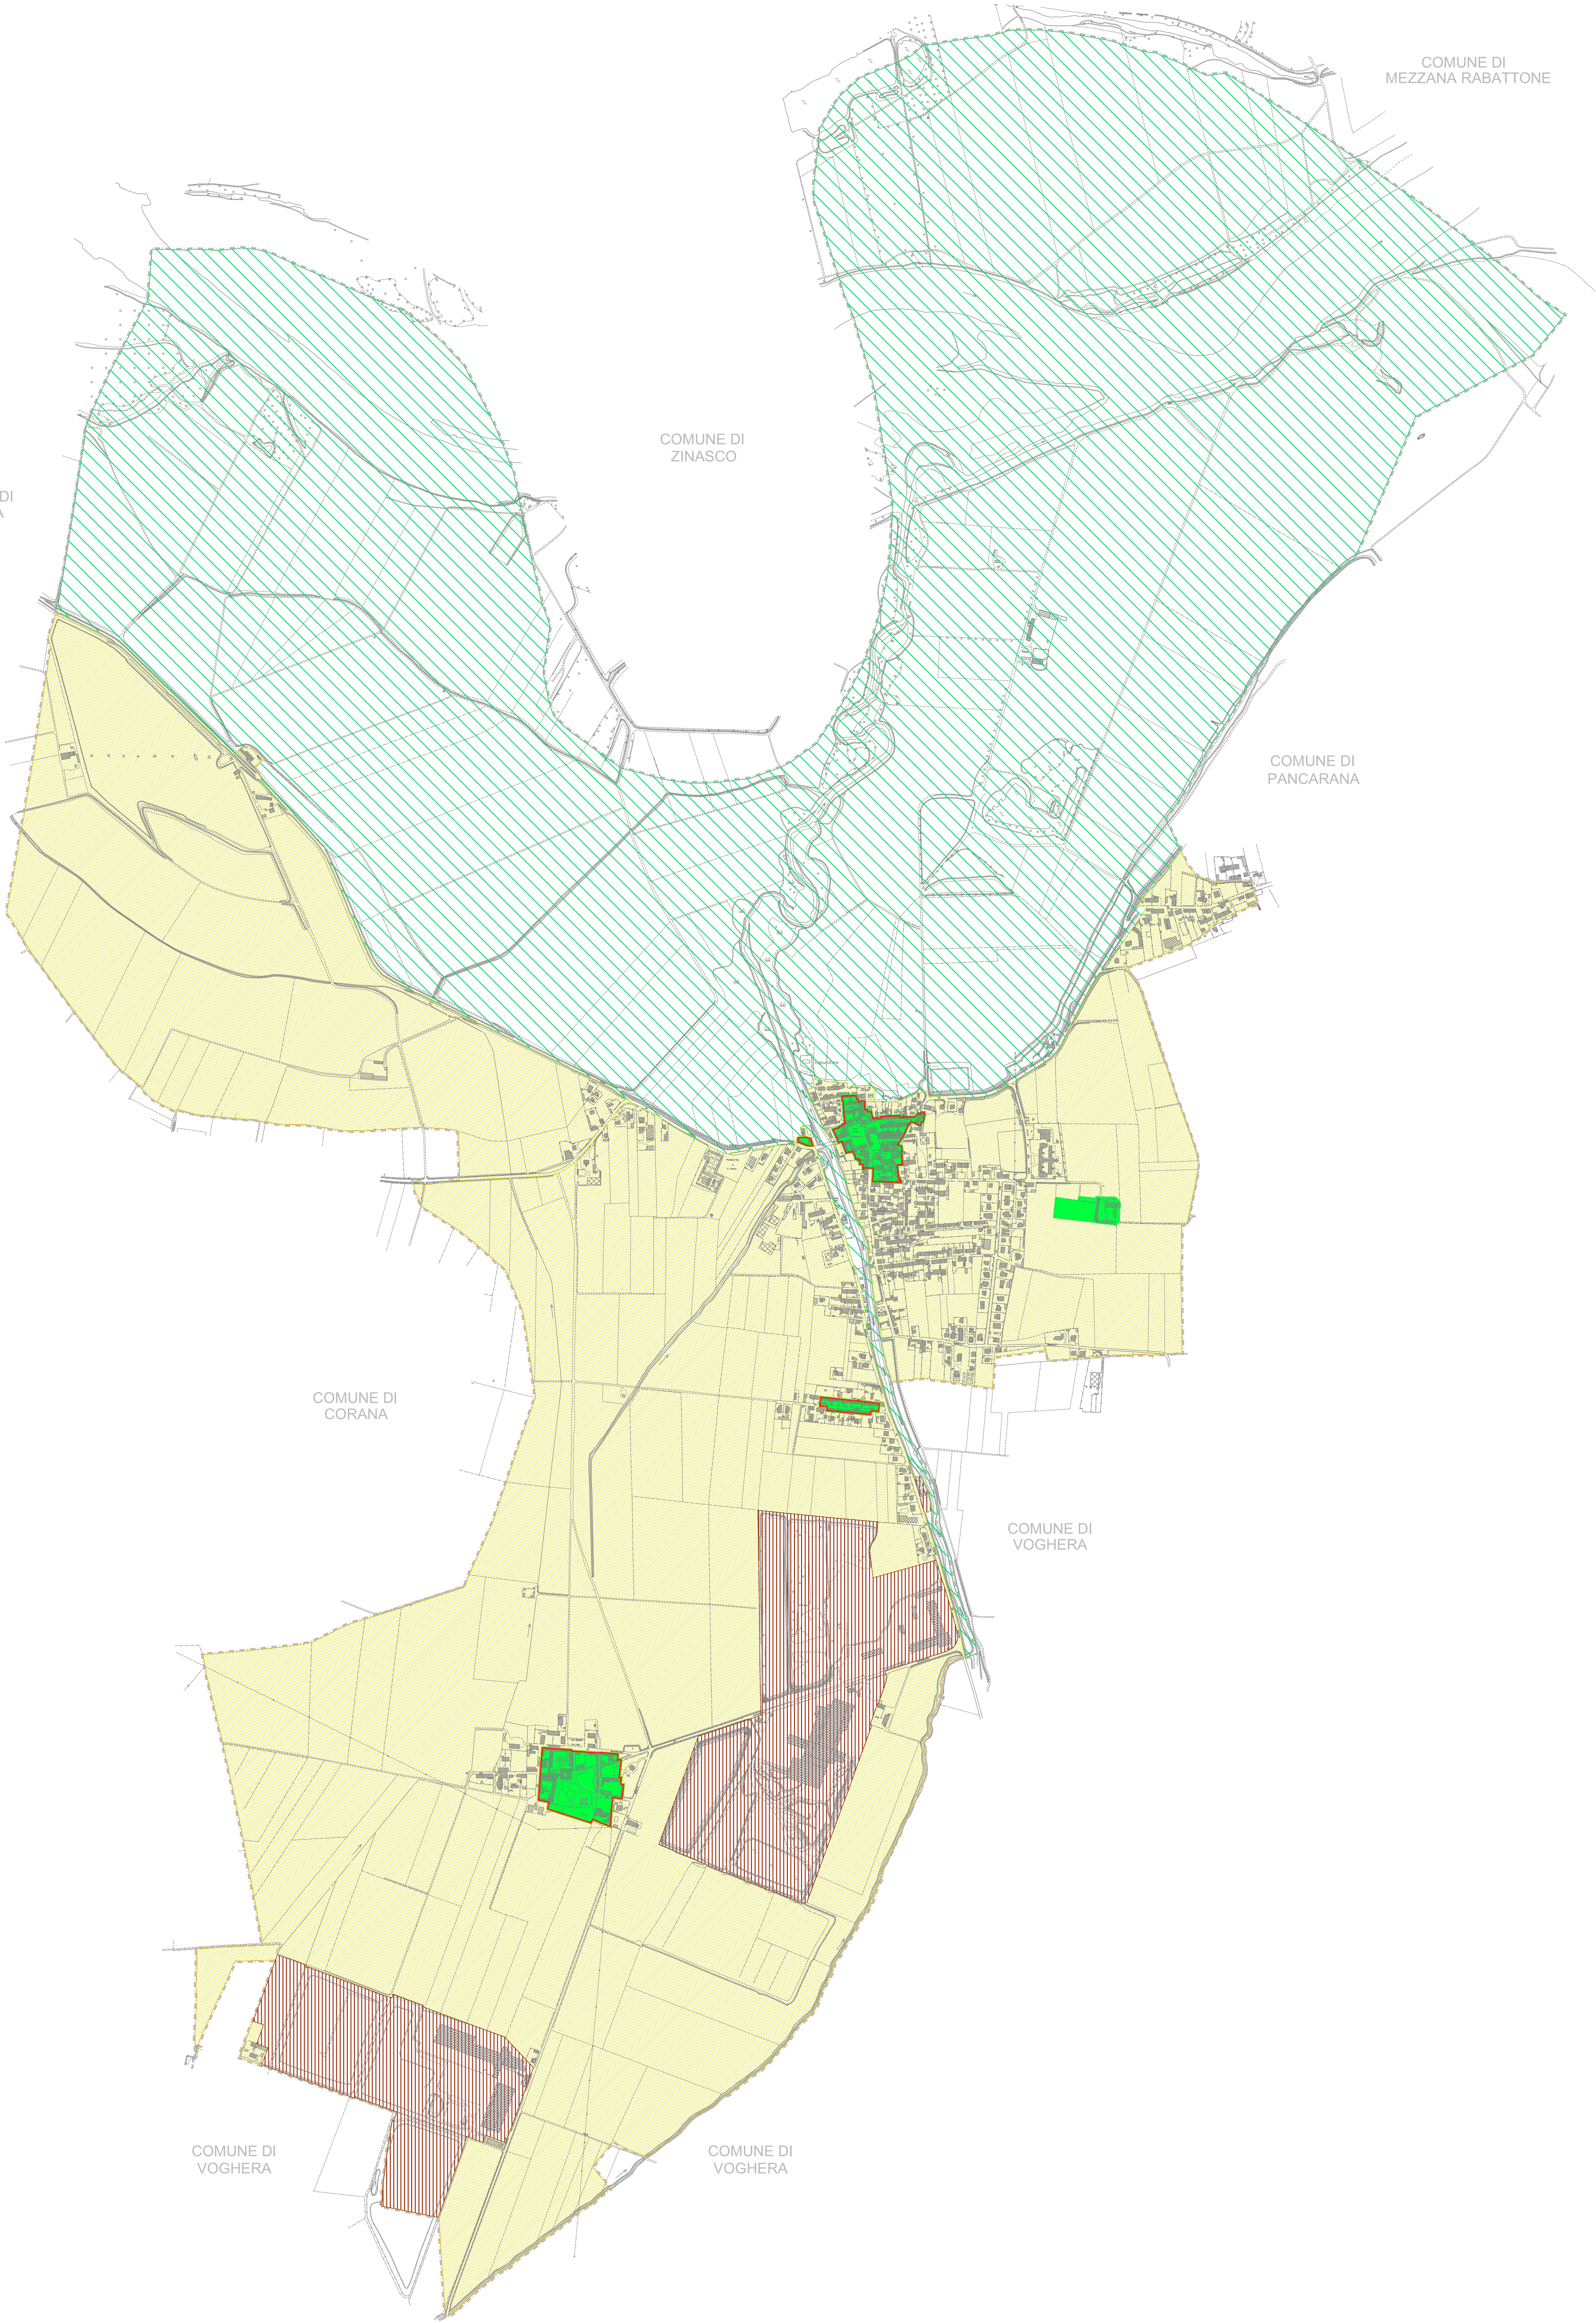 COMUNE DI
MEZZANA RABATTONE
COMUNE DI
ZINASCO
DI
A
COMUNE DI
PANCARANA
COMUNE DI
CORANA
COMUNE DI
VOGHERA
COMUNE DI
VOGHERA
COMUNE DI
VOGHERA